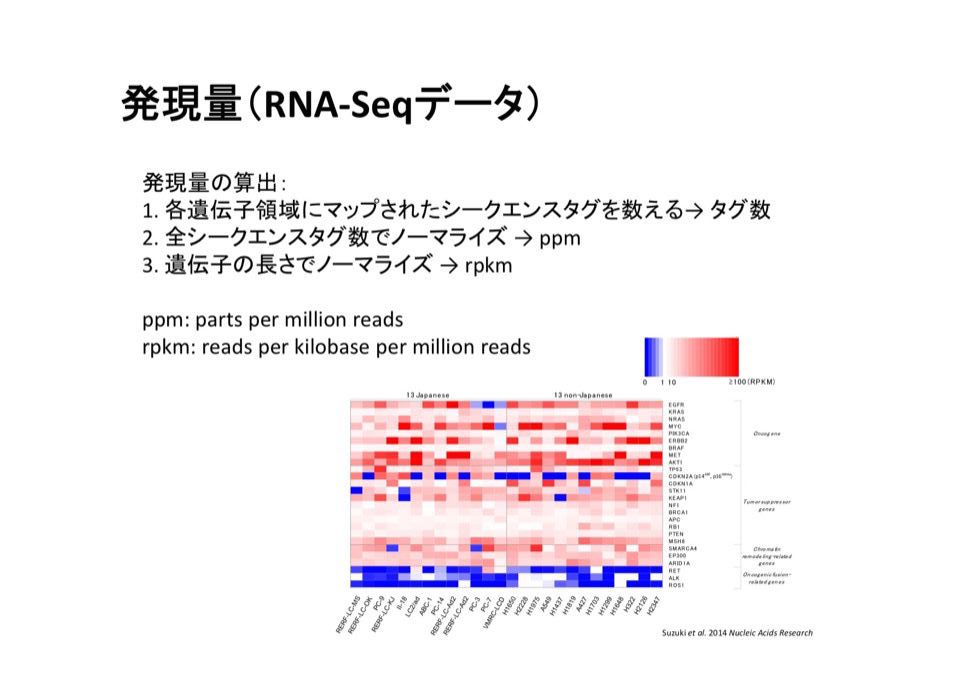 発現量（RNA-Seqデータ）
発現量の算出：
1. 各遺伝子領域にマップされたシークエンスタグを数える→ タグ数
2. 全シークエンスタグ数でノーマライズ → ppm
3. 遺伝子の長さでノーマライズ → rpkm
ppm: parts per million reads
rpkm: reads per kilobase per million reads
0 1 10 ≥100(RPKM)
13 Japanese 13 non-Japanese
EGFR
KRAS
NRAS
MYC
PIK3CA
ERBB2
BRAF
MET
AKT1
Oncogene
TP53
CDKN2A
CDKN1A
STK11
KEAP1
NF1
BRCA1
APC
RB1
PTEN
MSH6
Tumor suppressor
genes
SMARCA4
EP300
ARID1A
Chromatin
remodeling-related
genes
RET
ALK
ROS1
Oncogenic fusion-
related genes
RERF-LC-MS
RERF-LC-OK
PC-9
RERF-LC-KJ
II-18
LC2/ad
ABC-1
PC-14
RERF-LC-Ad2
RERF-LC-Ad2
PC-3
PC-7
VMRC-LCD
H1650
H2228
H1975
A549
H1437
H1819
A427
H1703
H1299
H1648
H322
H2126
H2347
Suzuki et al. 2014 Nucleic Acids Research